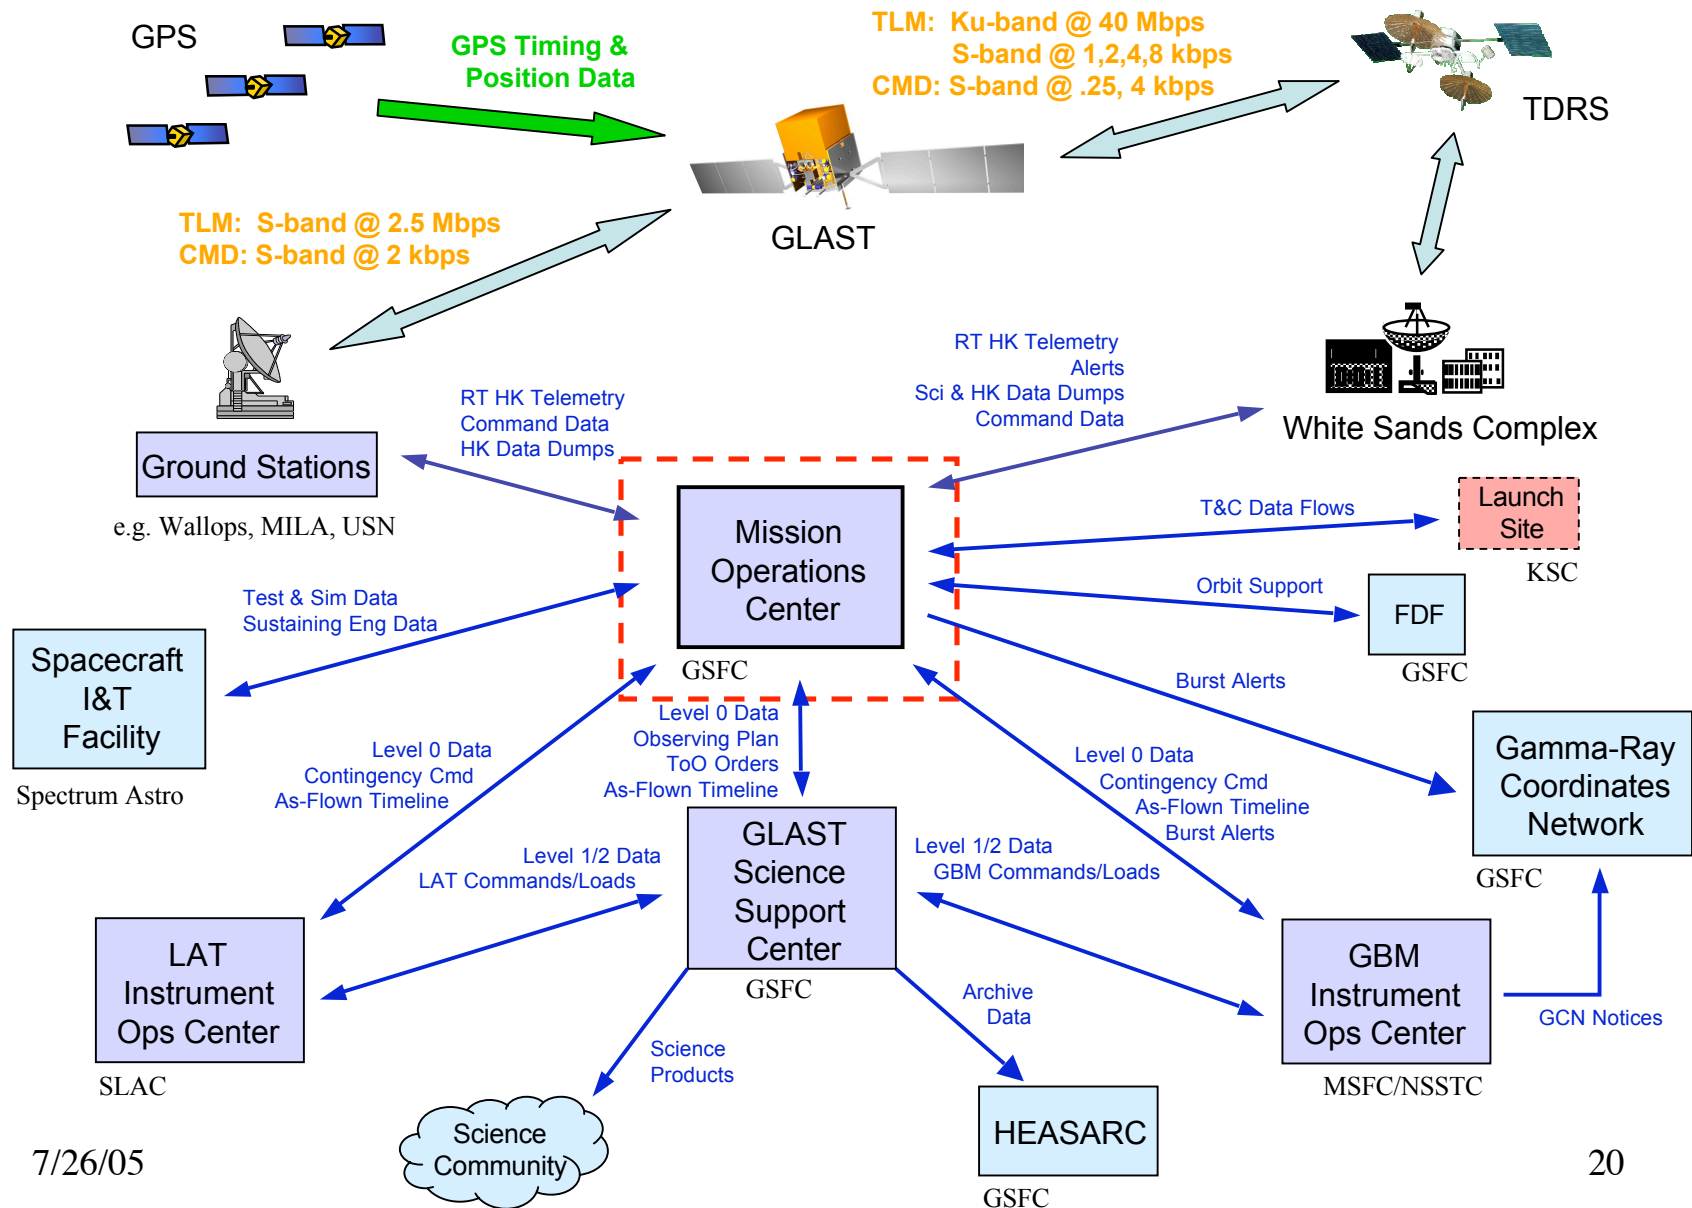 GPS
GPS Timing &
Position Data
TLM:  Ku-band @ 40 Mbps
S-band @ 1,2,4,8 kbps
CMD: S-band @ .25, 4 kbps
TDRS
GLAST
TLM:  S-band @ 2.5 Mbps
CMD: S-band @ 2 kbps
RT HK Telemetry
Alerts
Sci & HK Data Dumps
Command Data
White Sands Complex
RT HK Telemetry
Command Data
HK Data Dumps
Ground Stations
e.g. Wallops, MILA, USN
Mission
Operations
Center
GSFC
T&C Data Flows
Launch
Site
KSC
Orbit Support
FDF
GSFC
Test & Sim Data
Sustaining Eng Data
Spacecraft
I&T
Facility
Spectrum Astro
Burst Alerts
Gamma-Ray
Coordinates
Network
GSFC
Level 0 Data
Contingency Cmd
As-Flown Timeline
Level 0 Data
Observing Plan
ToO Orders
As-Flown Timeline
Level 0 Data
Contingency Cmd
As-Flown Timeline
Burst Alerts
Level 1/2 Data
LAT Commands/Loads
GLAST
Science
Support
Center
GSFC
Level 1/2 Data
GBM Commands/Loads
LAT
Instrument
Ops Center
SLAC
GBM
Instrument
Ops Center
MSFC/NSSTC
GCN Notices
Science
Products
Archive
Data
Science
Community
HEASARC
GSFC
7/26/05
20